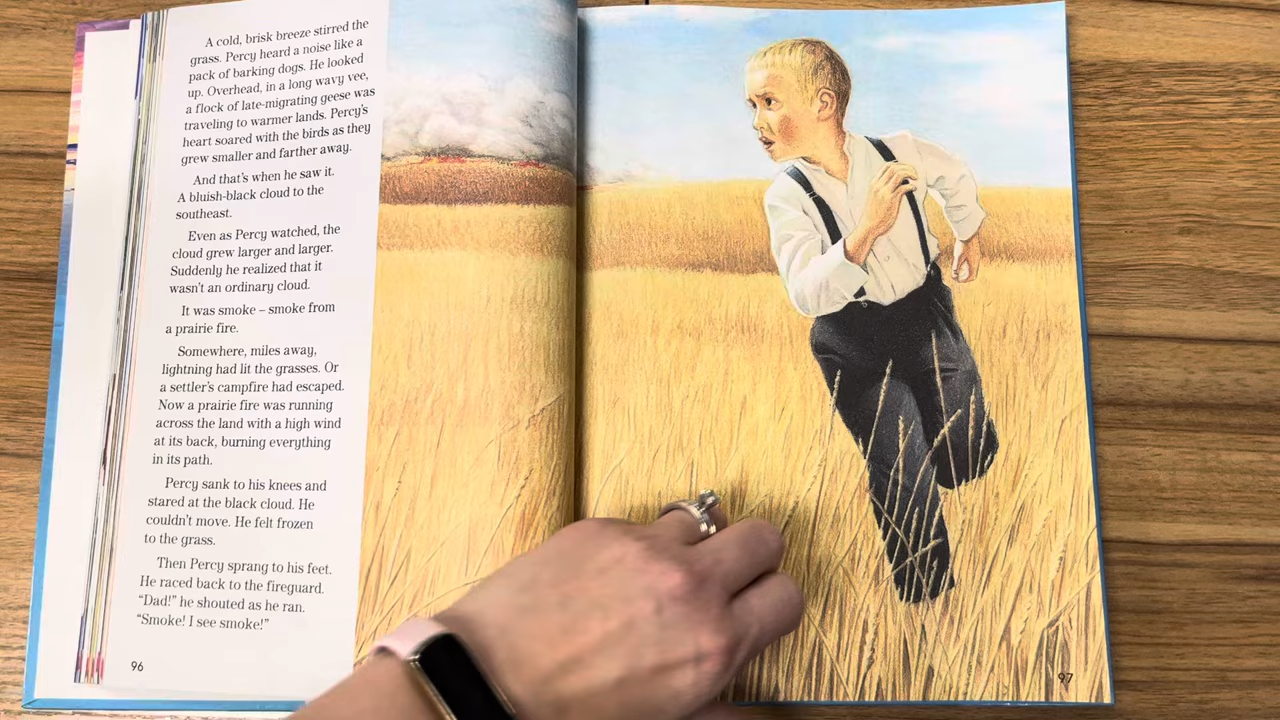 A cold, brisk breeze stirred the
grass. Percy heard a noise like a
pack of barking dogs. He looked
up. Overhead, in a long wavy vee,
a flock of late-migrating geese was
traveling to warmer lands. Percy's
heart soared with the birds as they
grew smaller and farther away.
And that's when he saw it.
A bluish-black cloud to the
southeast.
Even as Percy watched, the
cloud grew larger and larger.
Suddenly he realized that it
wasn't an ordinary cloud.
It was smoke – smoke from
a prairie fire.
Somewhere, miles away,
lightning had lit the grasses. Or
a settler's campfire had escaped.
Now a prairie fire was running
across the land with a high wind
at its back, burning everything
in its path.
Percy sank to his knees and
stared at the black cloud. He
couldn't move. He felt frozen
to the grass.
Then Percy sprang to his feet.
He raced back to the fireguard.
“Dad!” he shouted as he ran.
“Smoke! I see smoke!”
96
97